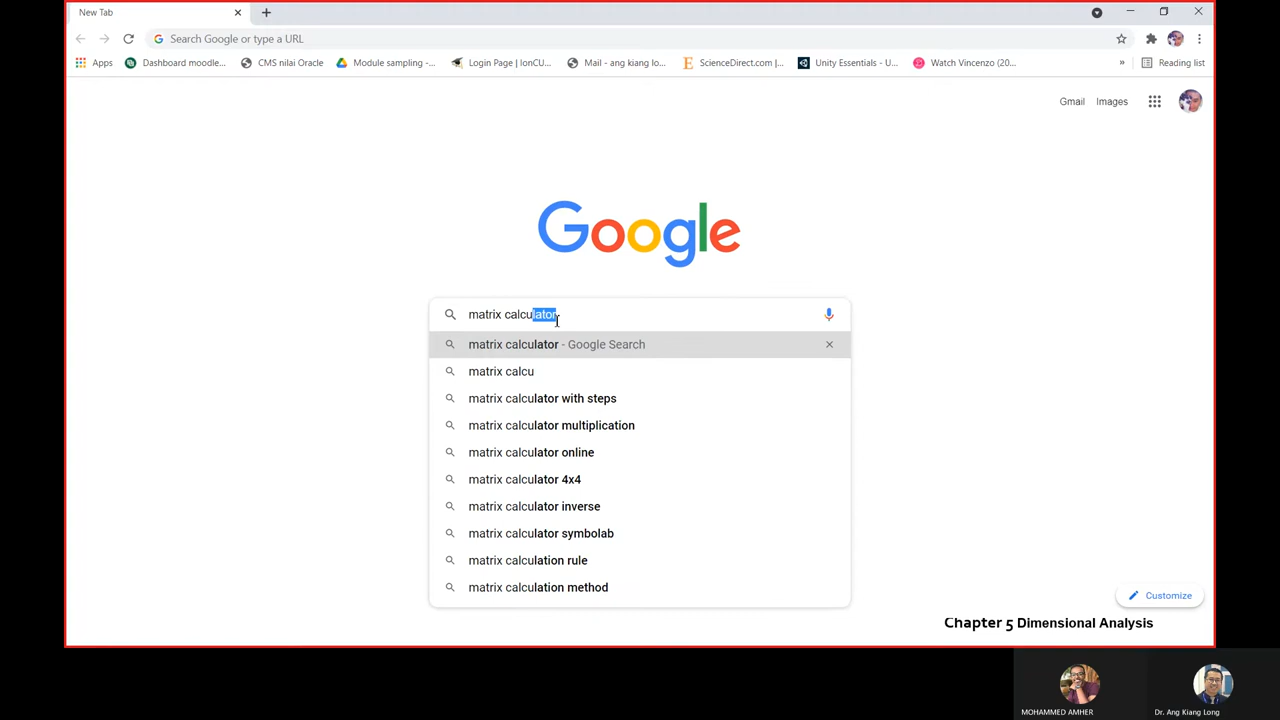 New Tab
Search Google or type a URL
Apps Dashboard moodle... CMS nilai Oracle Module sampling -... Login Page | IonCU... Mail - ang kiang lo... ScienceDirect.com |... Unity Essentials - U... Watch Vincenzo (20... » Reading list
Gmail Images
Google
matrix calculator
matrix calculator - Google Search
matrix calcu
matrix calculator with steps
matrix calculator multiplication
matrix calculator online
matrix calculator 4x4
matrix calculator inverse
matrix calculator symbolab
matrix calculation rule
matrix calculation method
Customize
Chapter 5 Dimensional Analysis
MOHAMMED AMHER Dr. Ang Kiang Long